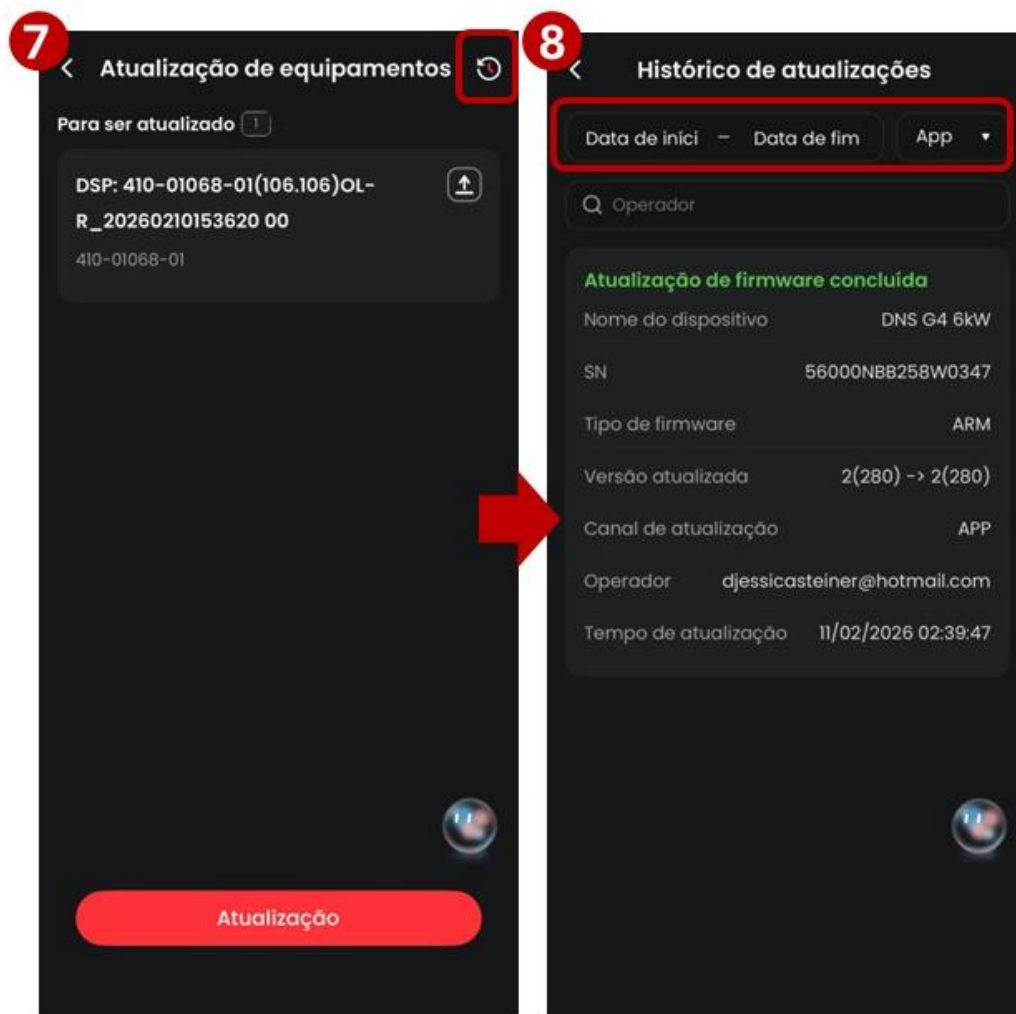 7
Atualização de equipamentos
Para ser atualizado 1
DSP: 410-01068-01(106.106)OL-
R_20260210153620 00
410-01068-01
Atualização
8
Histórico de atualizações
Data de iníci – Data de fim
App
Operador
Atualização de firmware concluída
Nome do dispositivo DNS G4 6kW
SN 56000NBB258W0347
Tipo de firmware ARM
Versão atualizada 2(280) -> 2(280)
Canal de atualização APP
Operador djessicasteiner@hotmail.com
Tempo de atualização 11/02/2026 02:39:47